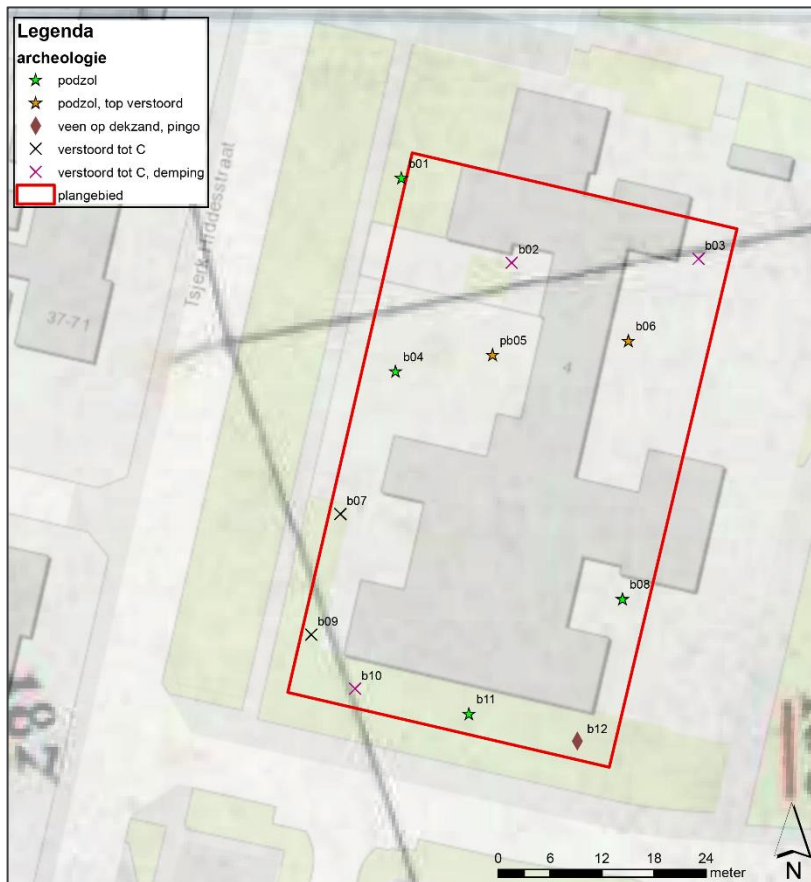 Legenda
archeologie
podzol
podzol, top verstoord
veen op dekzand, pingo
verstoord tot C
verstoord tot C, demping
plangebied
Tsjerk Hiddesstraat
37-71
b01
b02
b03
b04
pb05
b06
4
b07
b08
b09
b10
b11
b12
187
0 6 12 18 24
meter
N